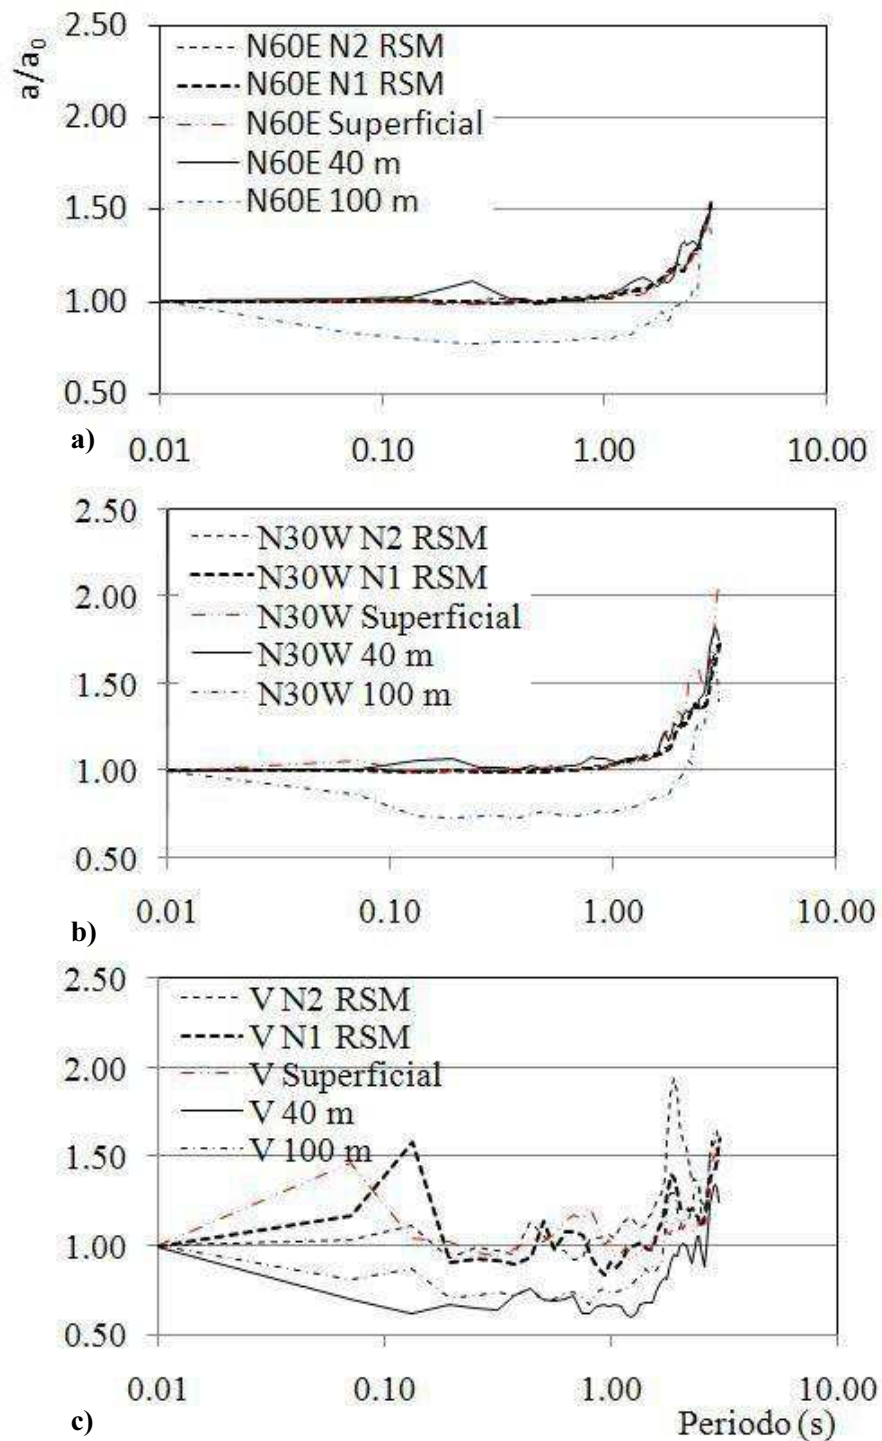 2.50
a/a0
N60E N2 RSM
N60E N1 RSM
2.00
N60E Superficial
N60E 40 m
1.50
N60E 100 m
1.00
0.50
a)
0.01 0.10 1.00 10.00
2.50
N30W N2 RSM
N30W N1 RSM
2.00
N30W Superficial
N30W 40 m
1.50
N30W 100 m
1.00
0.50
0.01 0.10 1.00 10.00
b)
2.50
V N2 RSM
V N1 RSM
2.00
V Superficial
V 40 m
1.50
V 100 m
1.00
0.50
0.01 0.10 1.00 10.00
c)
Periodo (s)